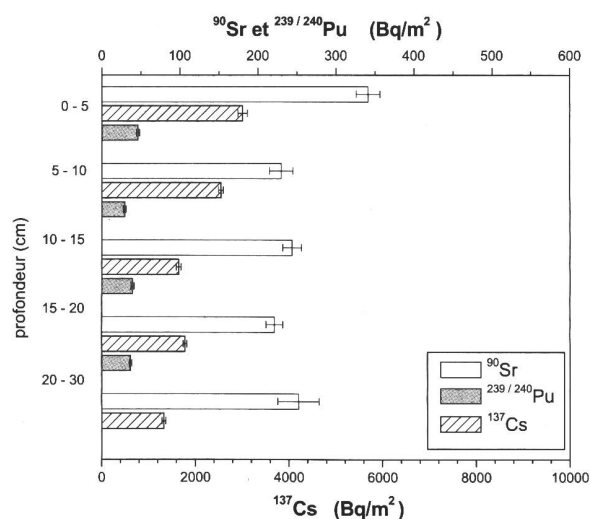 ⁹⁰Sr et ²³⁹ / ²⁴⁰Pu (Bq/m²)
0 100 200 300 400 500 600
profondeur (cm)
0 - 5
5 - 10
10 - 15
15 - 20
20 - 30
⁹⁰Sr
²³⁹ / ²⁴⁰Pu
¹³⁷Cs
0 2000 4000 6000 8000 10000
¹³⁷Cs (Bq/m²)